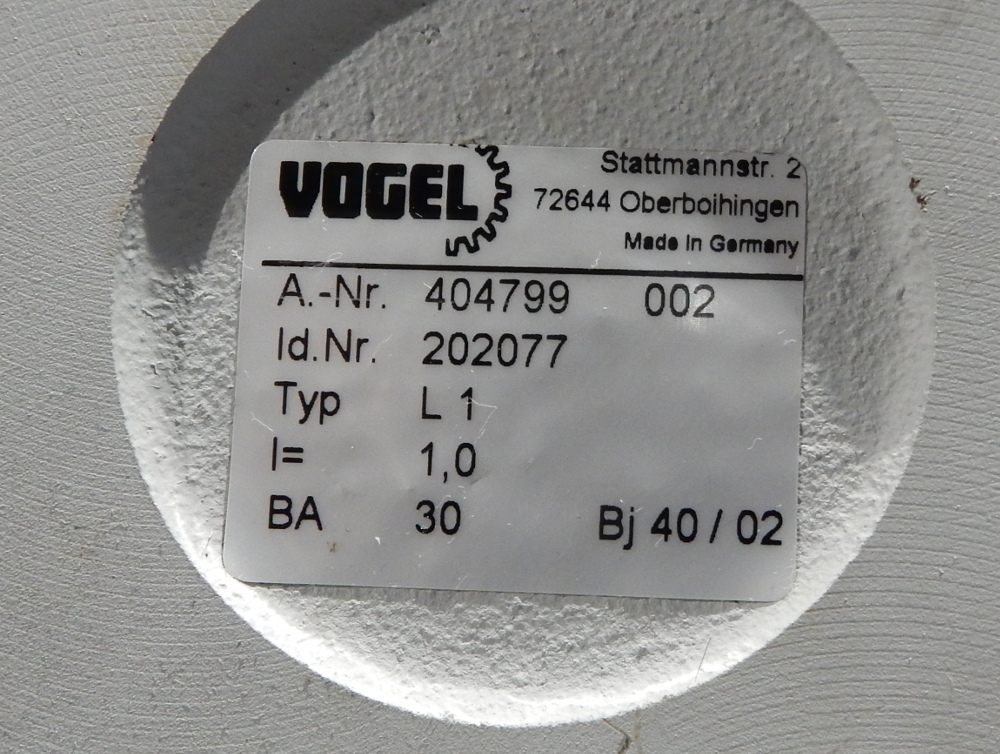 VOGEL
Stattmannstr. 2
72644 Oberboihingen
Made in Germany
A.-Nr. 404799 002
Id.Nr. 202077
Typ L 1
I= 1,0
BA 30 Bj 40 / 02